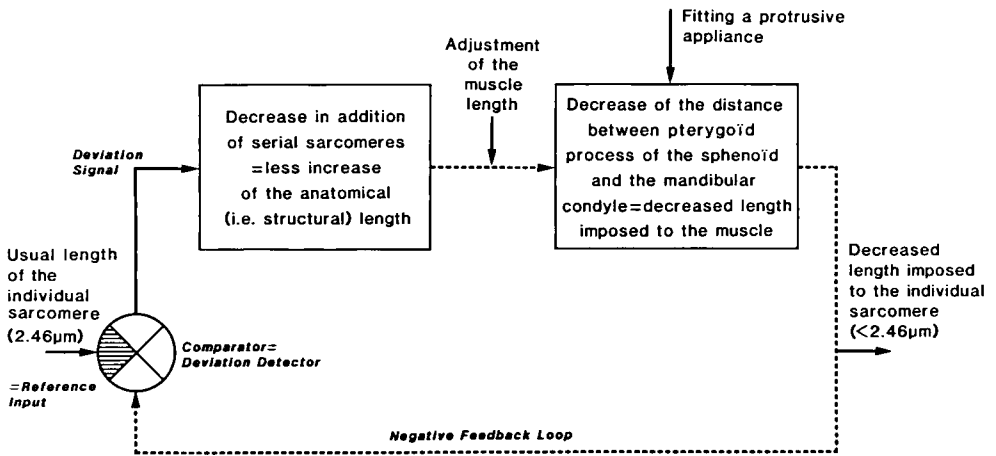 Fitting a protrusive
appliance
Adjustment
of the
muscle
length
Decrease in addition
of serial sarcomeres
=less increase
of the anatomical
(i.e. structural) length
Decrease of the distance
between pterygoïd
process of the sphenoïd
and the mandibular
condyle=decreased length
imposed to the muscle
Deviation
Signal
Usual length
of the
individual
sarcomere
(2.46µm)
=Reference
Input
Comparator=
Deviation Detector
Decreased
length imposed
to the individual
sarcomere
(<2.46µm)
Negative Feedback Loop